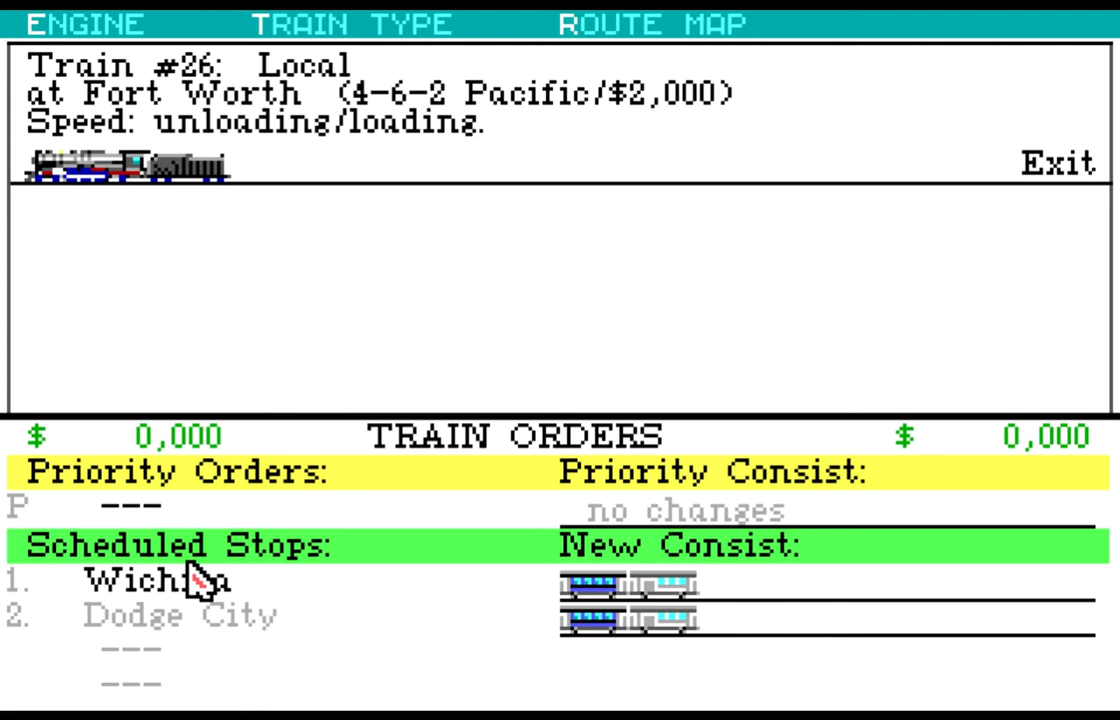 ENGINE TRAIN TYPE ROUTE MAP
Train #26: Local
at Fort Worth (4-6-2 Pacific/$2,000)
Speed: unloading/loading.
Exit
$ 0,000 TRAIN ORDERS $ 0,000
Priority Orders: Priority Consist:
P --- no changes
Scheduled Stops: New Consist:
1. Wichita
2. Dodge City
---
---